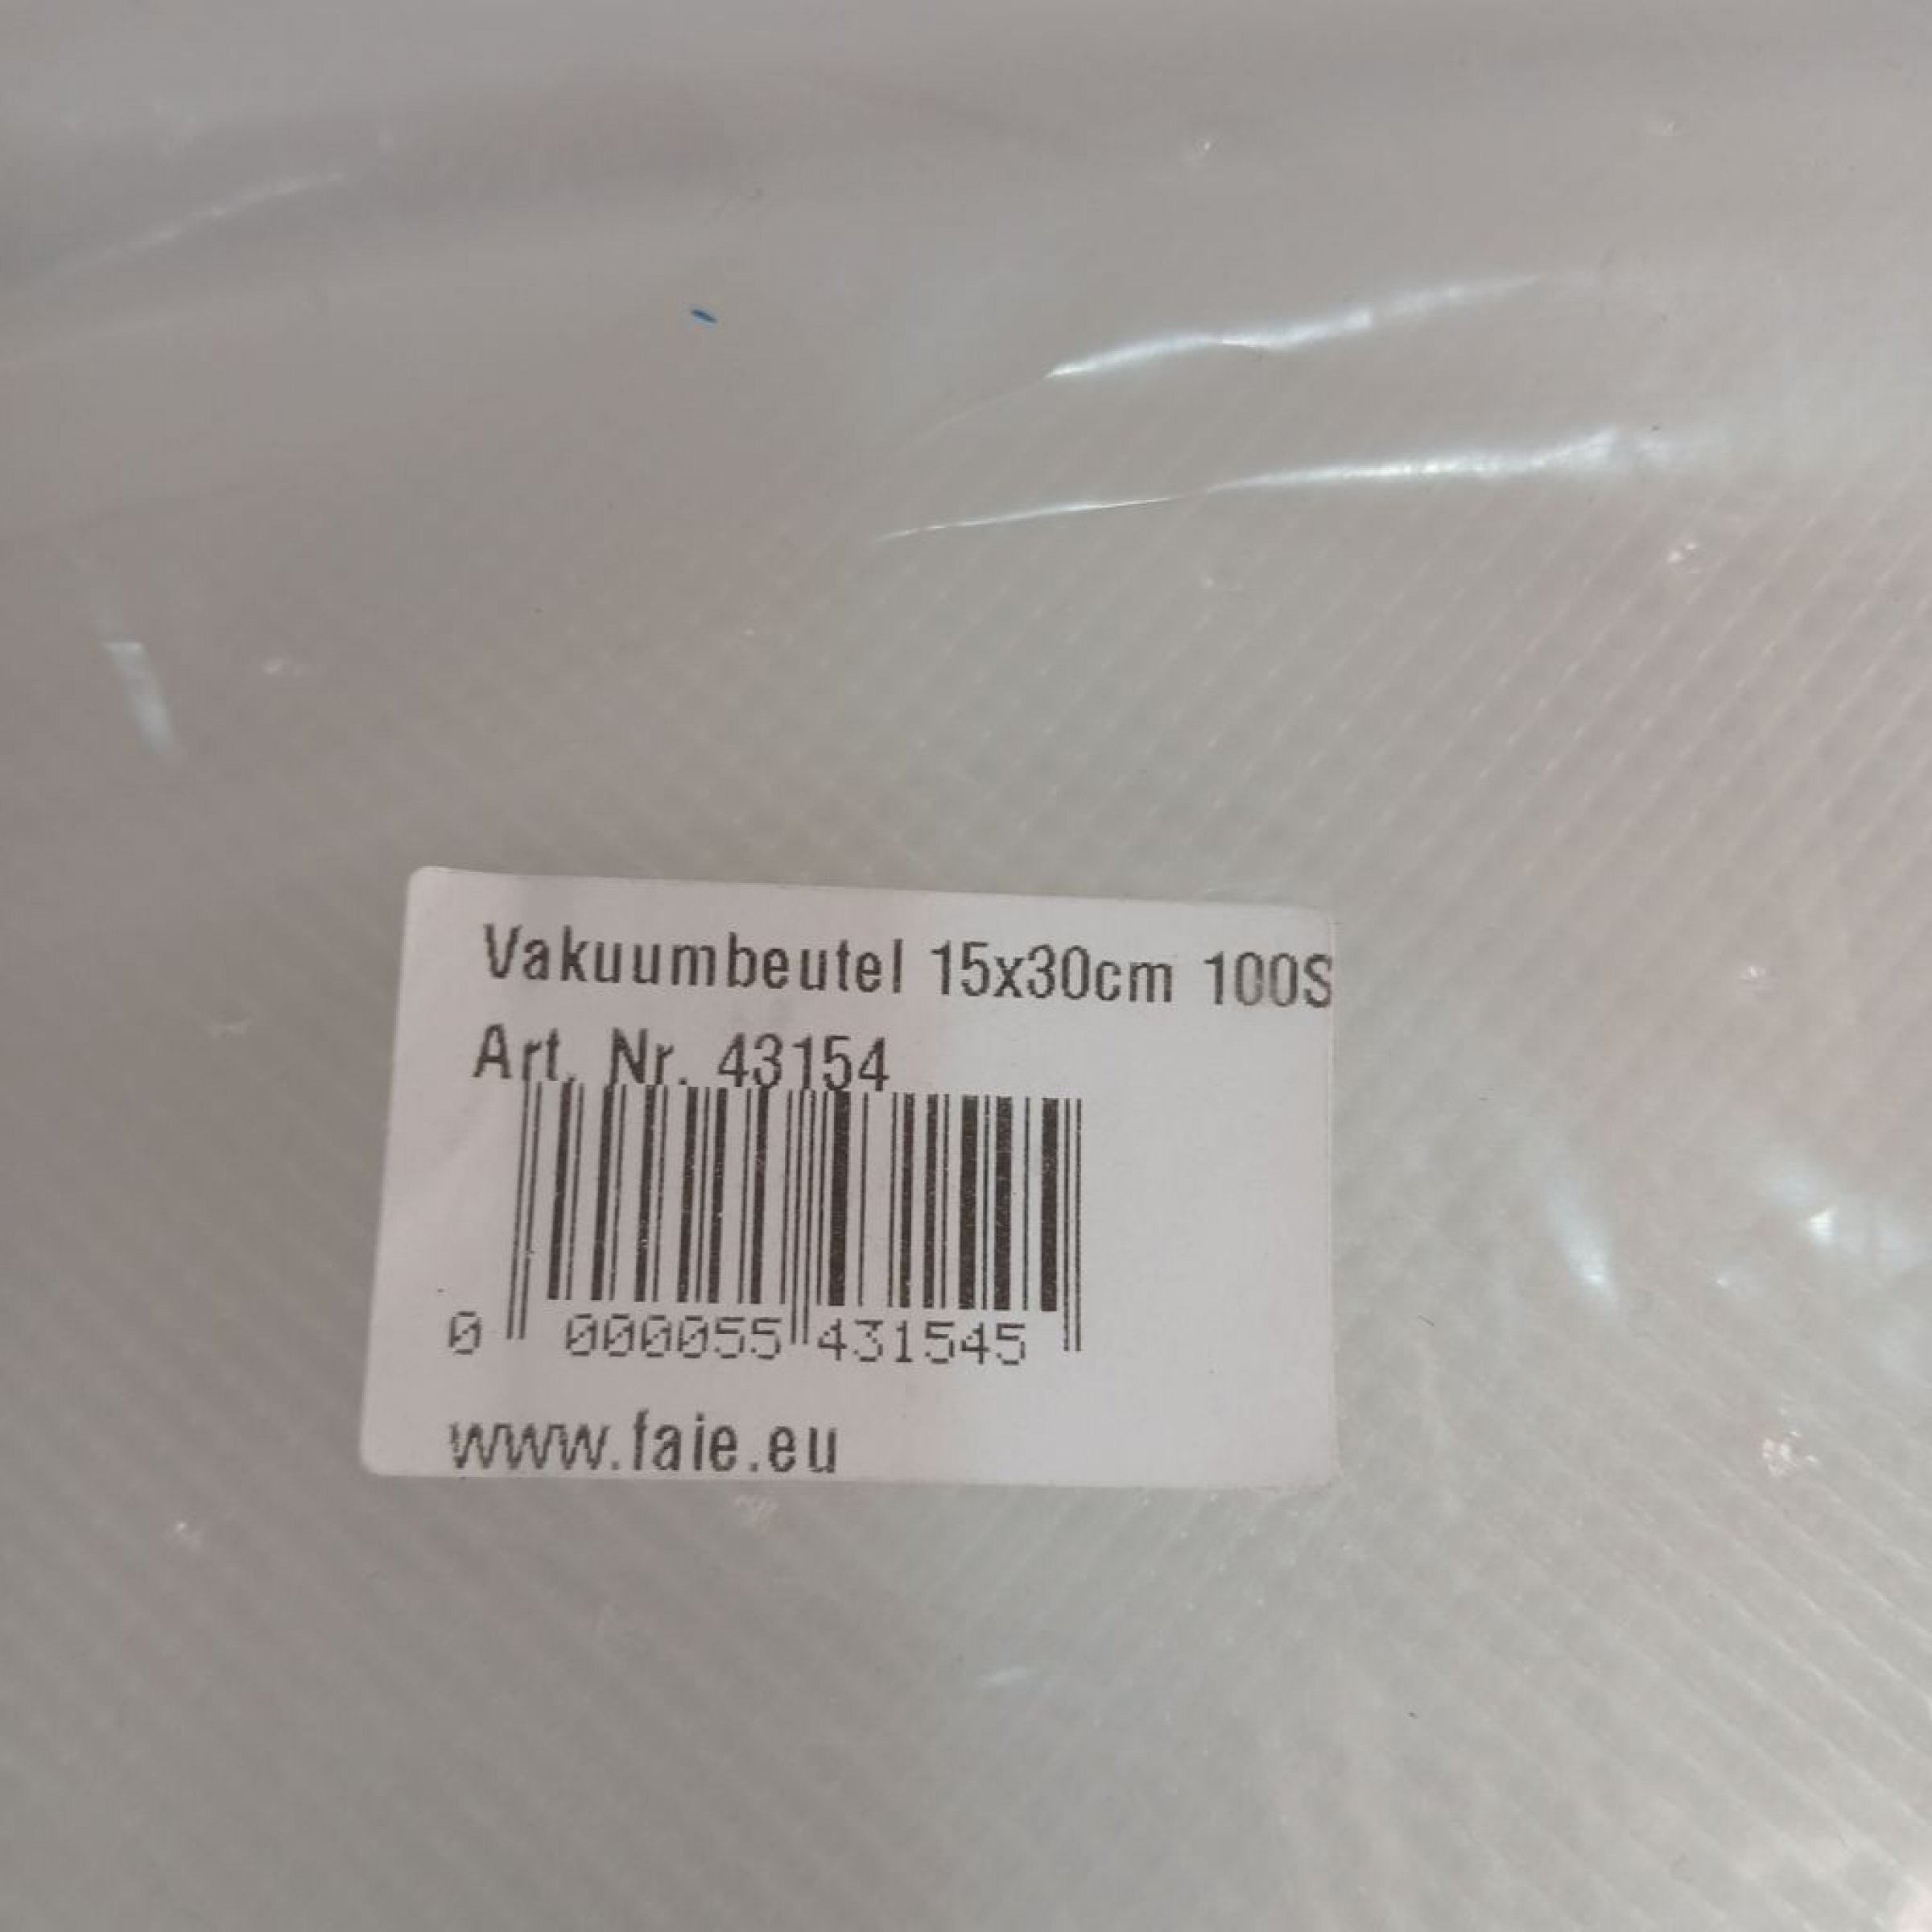 Vakuumbeutel 15x30cm 100S
Art. Nr. 43154
0 000055 431545
www.faie.eu